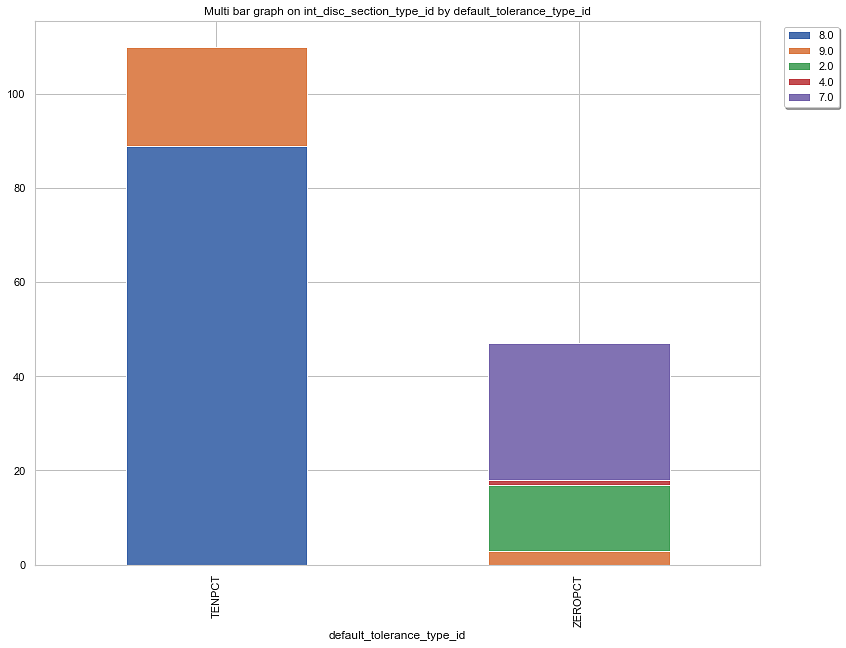 Multi bar graph on int_disc_section_type_id by default_tolerance_type_id
8.0
9.0
2.0
4.0
7.0
100
80
60
40
20
0
TENPCT
ZEROPCT
default_tolerance_type_id